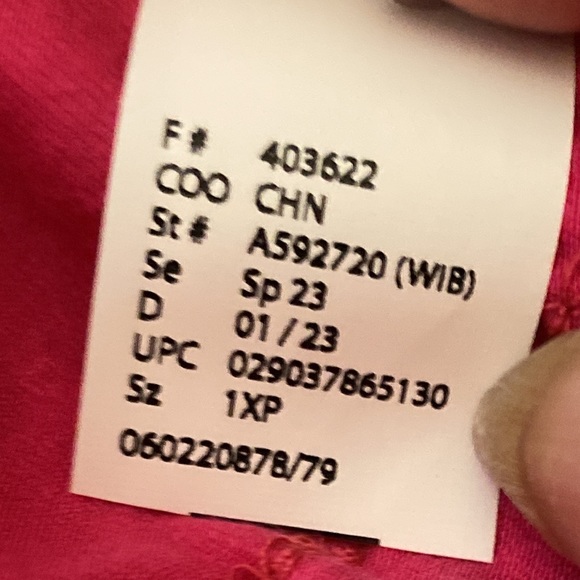 F # 403622
COO CHN
St # A592720 (WIB)
Se Sp 23
D 01 / 23
UPC 029037865130
Sz 1XP
060220878/79